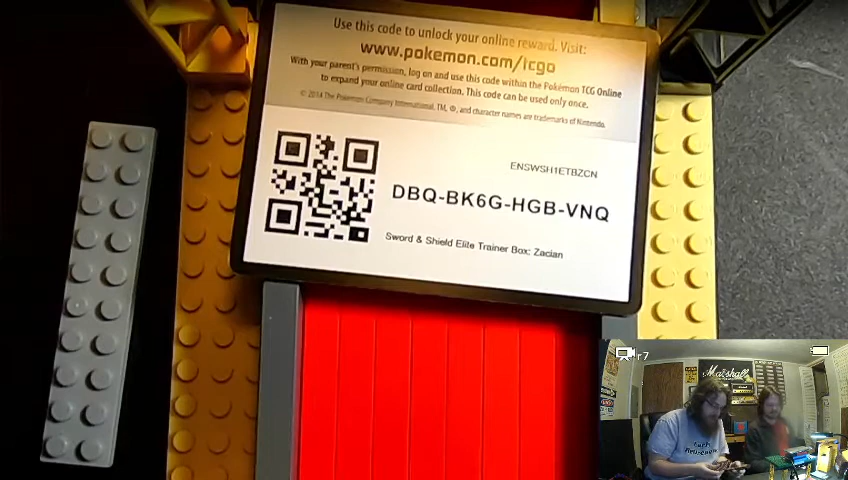 Use this code to unlock your online reward. Visit:
www.pokemon.com/tcgo
With your parent's permission, log on and use this code within the Pokémon TCG Online
to expand your online card collection. This code can be used only once.
© 2014 The Pokémon Company International. TM, ®, and character names are trademarks of Nintendo.
ENSWSH1ETBZCN
DBQ-BK6G-HGB-VNQ
Sword & Shield Elite Trainer Box: Zacian
r7
Marshall